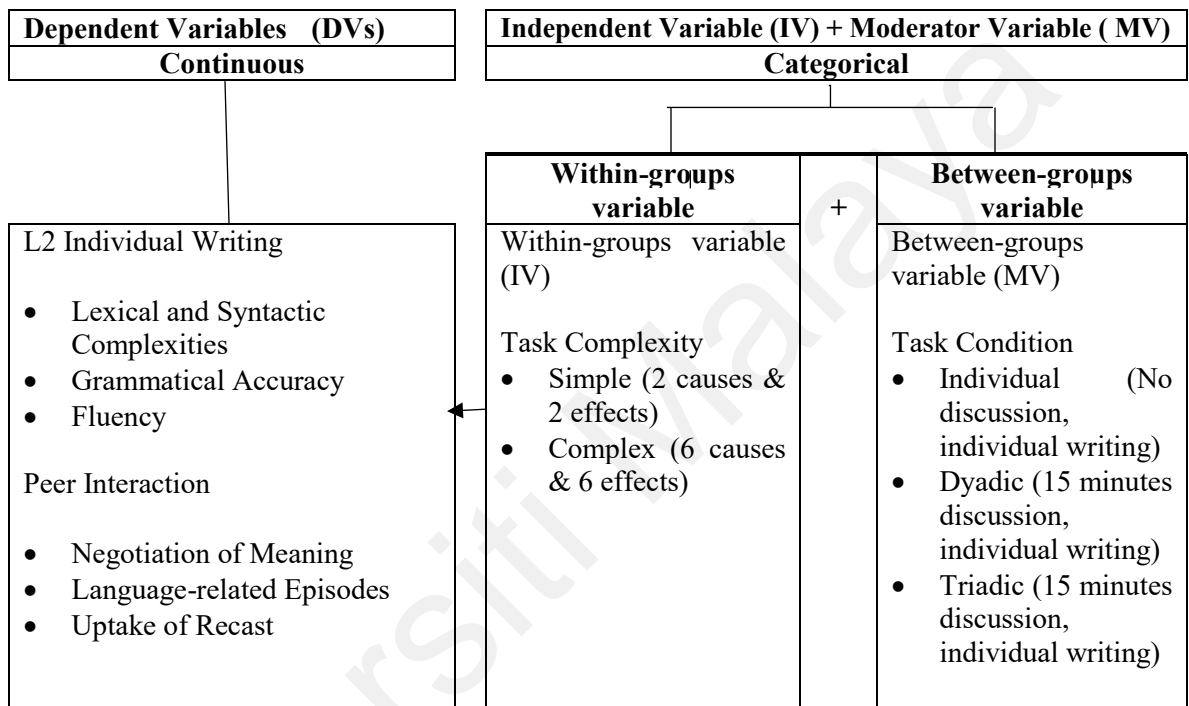 Dependent Variables (DVs)
Continuous
Independent Variable (IV) + Moderator Variable ( MV)
Categorical
L2 Individual Writing
• Lexical and Syntactic
Complexities
• Grammatical Accuracy
• Fluency
Peer Interaction
• Negotiation of Meaning
• Language-related Episodes
• Uptake of Recast
Within-groups
variable
Within-groups variable
(IV)
Task Complexity
• Simple (2 causes &
2 effects)
• Complex (6 causes
& 6 effects)
+
Between-groups
variable
Between-groups
variable (MV)
Task Condition
• Individual (No
discussion,
individual writing)
• Dyadic (15 minutes
discussion,
individual writing)
• Triadic (15 minutes
discussion,
individual writing)
rsiti Malaya